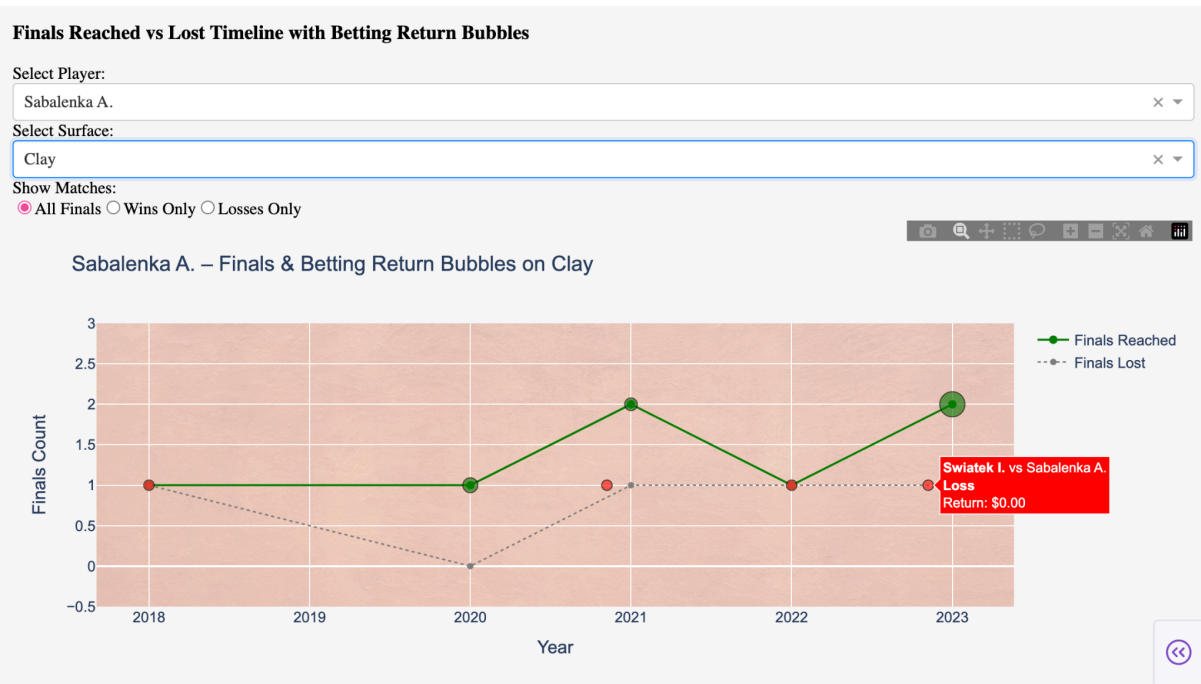 Finals Reached vs Lost Timeline with Betting Return Bubbles
Select Player:
Sabalenka A.
Select Surface:
Clay
Show Matches:
All Finals Wins Only Losses Only
Sabalenka A. – Finals & Betting Return Bubbles on Clay
3
2.5
2
1.5
1
0.5
0
−0.5
Finals Count
2018 2019 2020 2021 2022 2023
Year
Finals Reached
Finals Lost
Swiatek I. vs Sabalenka A.
Loss
Return: $0.00